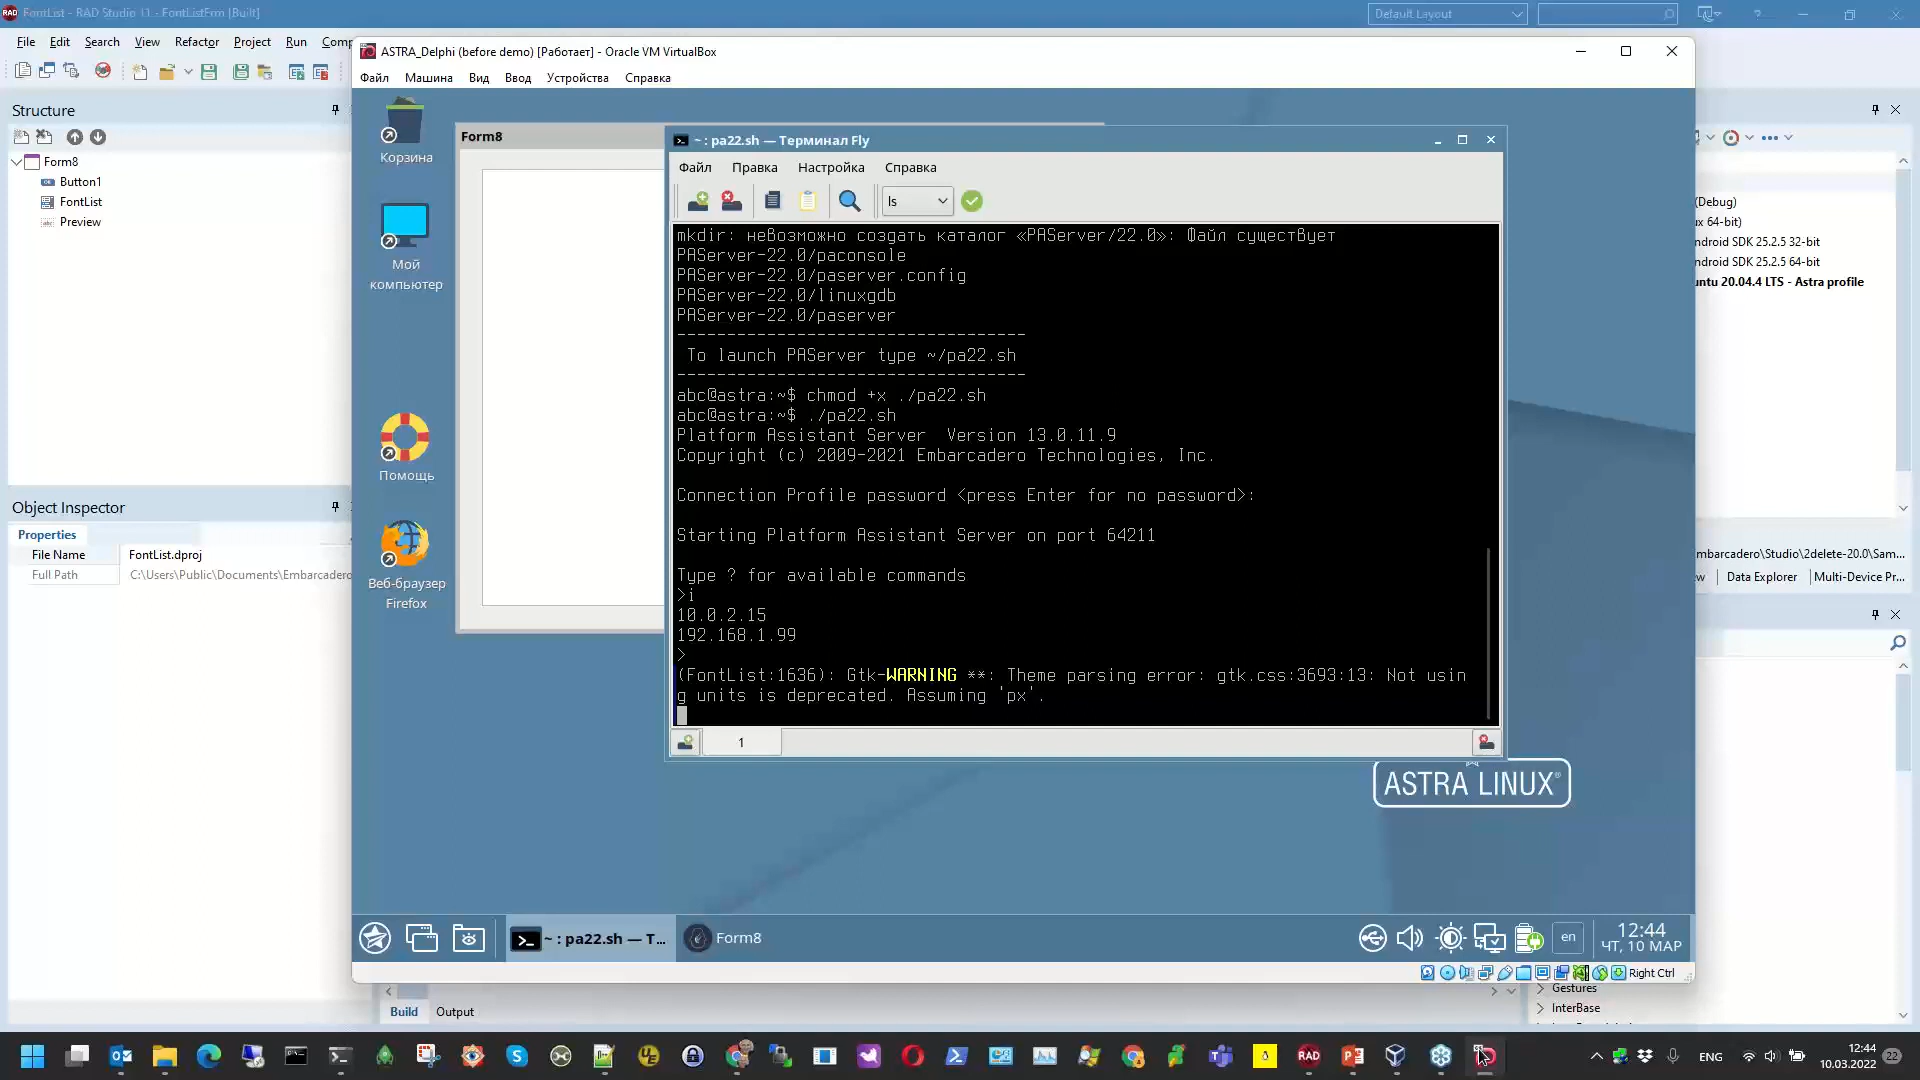 FontList - RAD Studio 11 - FontListFrm [Built]
Default Layout
File Edit Search View Refactor Project Run Comp
ASTRA_Delphi (before demo) [Работает] - Oracle VM VirtualBox
Файл Машина Вид Ввод Устройства Справка
Structure
Form8
Button1
FontList
Preview
Object Inspector
Properties
File Name FontList.dproj
Full Path C:\Users\Public\Documents\Embarcadero
Корзина
Мой компьютер
Помощь
Веб-браузер Firefox
Form8
~ : pa22.sh — Терминал Fly
Файл Правка Настройка Справка
ls
mkdir: невозможно создать каталог «PAServer/22.0»: Файл существует
PAServer-22.0/paconsole
PAServer-22.0/paserver.config
PAServer-22.0/linuxgdb
PAServer-22.0/paserver
-----------------------------------
To launch PAServer type ~/pa22.sh
-----------------------------------
abc@astra:~$ chmod +x ./pa22.sh
abc@astra:~$ ./pa22.sh
Platform Assistant Server Version 13.0.11.9
Copyright (c) 2009-2021 Embarcadero Technologies, Inc.
Connection Profile password <press Enter for no password>:
Starting Platform Assistant Server on port 64211
Type ? for available commands
>i
10.0.2.15
192.168.1.99
>
(FontList:1636): Gtk-WARNING **: Theme parsing error: gtk.css:3693:13: Not usin
g units is deprecated. Assuming 'px'.
1
ASTRA LINUX®
~ : pa22.sh — Т...
Form8
en
12:44
ЧТ, 10 МАР
Right Ctrl
(Debug)
ux 64-bit)
ndroid SDK 25.2.5 32-bit
ndroid SDK 25.2.5 64-bit
untu 20.04.4 LTS - Astra profile
mbarcadero\Studio\2delete-20.0\Sam...
ew Data Explorer Multi-Device Pr...
Gestures
InterBase
Build Output
ENG
12:44
10.03.2022
22